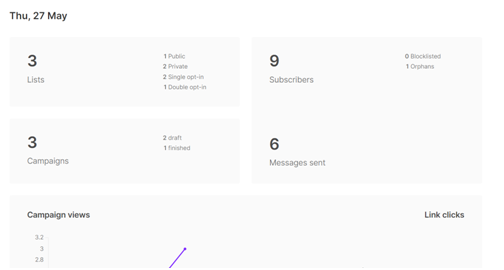 Thu, 27 May
3
Lists
1 Public
2 Private
2 Single opt-in
1 Double opt-in
9
Subscribers
0 Blocklisted
1 Orphans
3
Campaigns
2 draft
1 finished
6
Messages sent
Campaign views
Link clicks
3.2
3
2.8